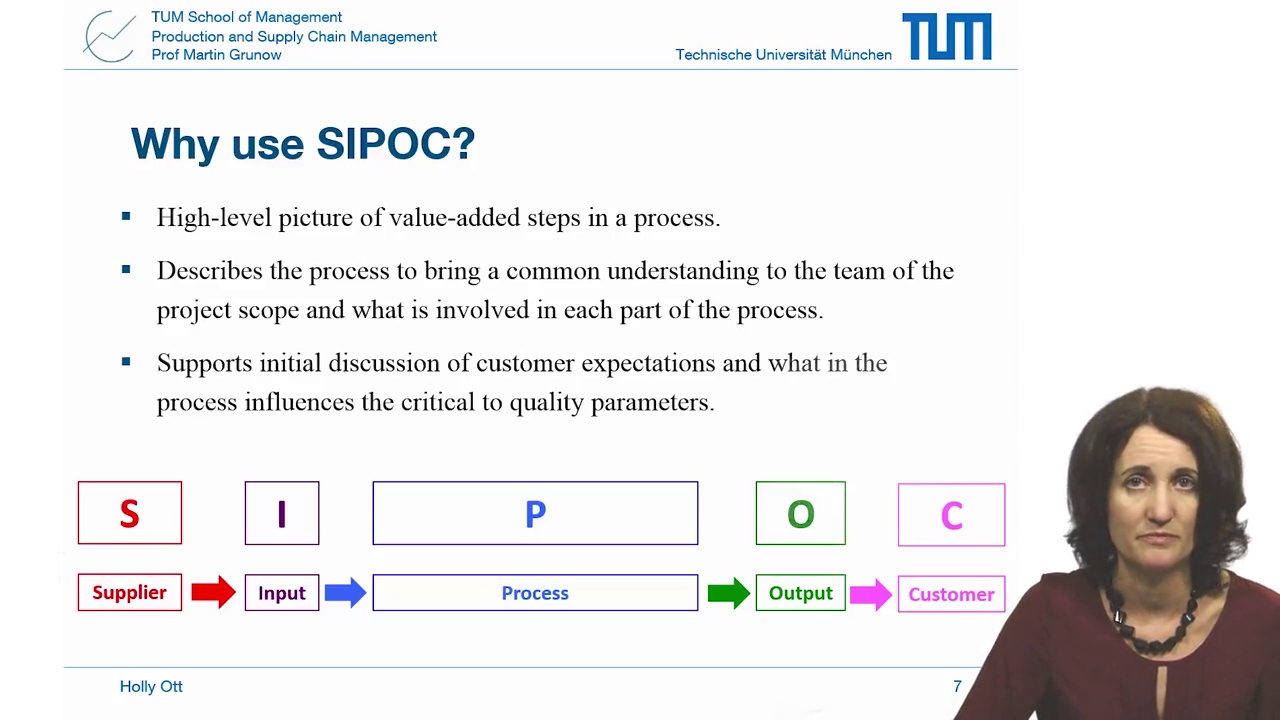 TUM School of Management
Production and Supply Chain Management
Prof Martin Grunow
Technische Universität München
TUM
Why use SIPOC?
High-level picture of value-added steps in a process.
Describes the process to bring a common understanding to the team of the
project scope and what is involved in each part of the process.
Supports initial discussion of customer expectations and what in the
process influences the critical to quality parameters.
S I P O C
Supplier Input Process Output Customer
Holly Ott 7